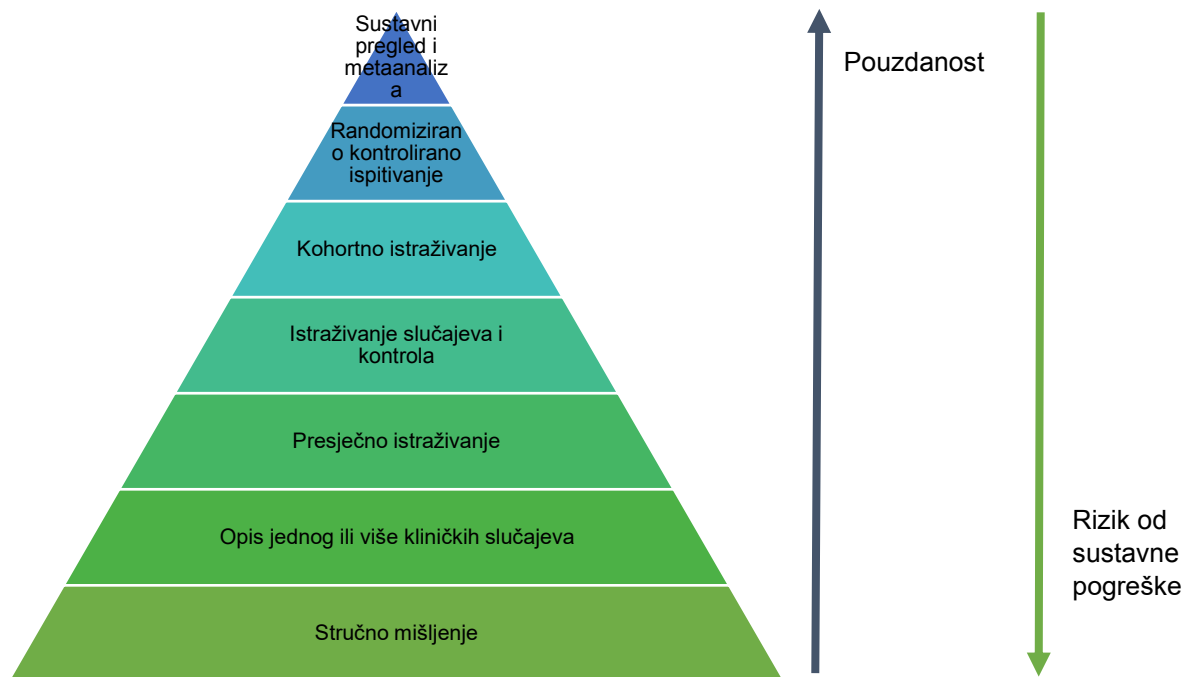 Sustavni
pregled i
metaanaliz
a
Pouzdanost
Randomiziran
o kontrolirano
ispitivanje
Kohortno istraživanje
Istraživanje slučajeva i
kontrola
Presječno istraživanje
Opis jednog ili više kliničkih slučajeva
Rizik od
sustavne
pogreške
Stručno mišljenje